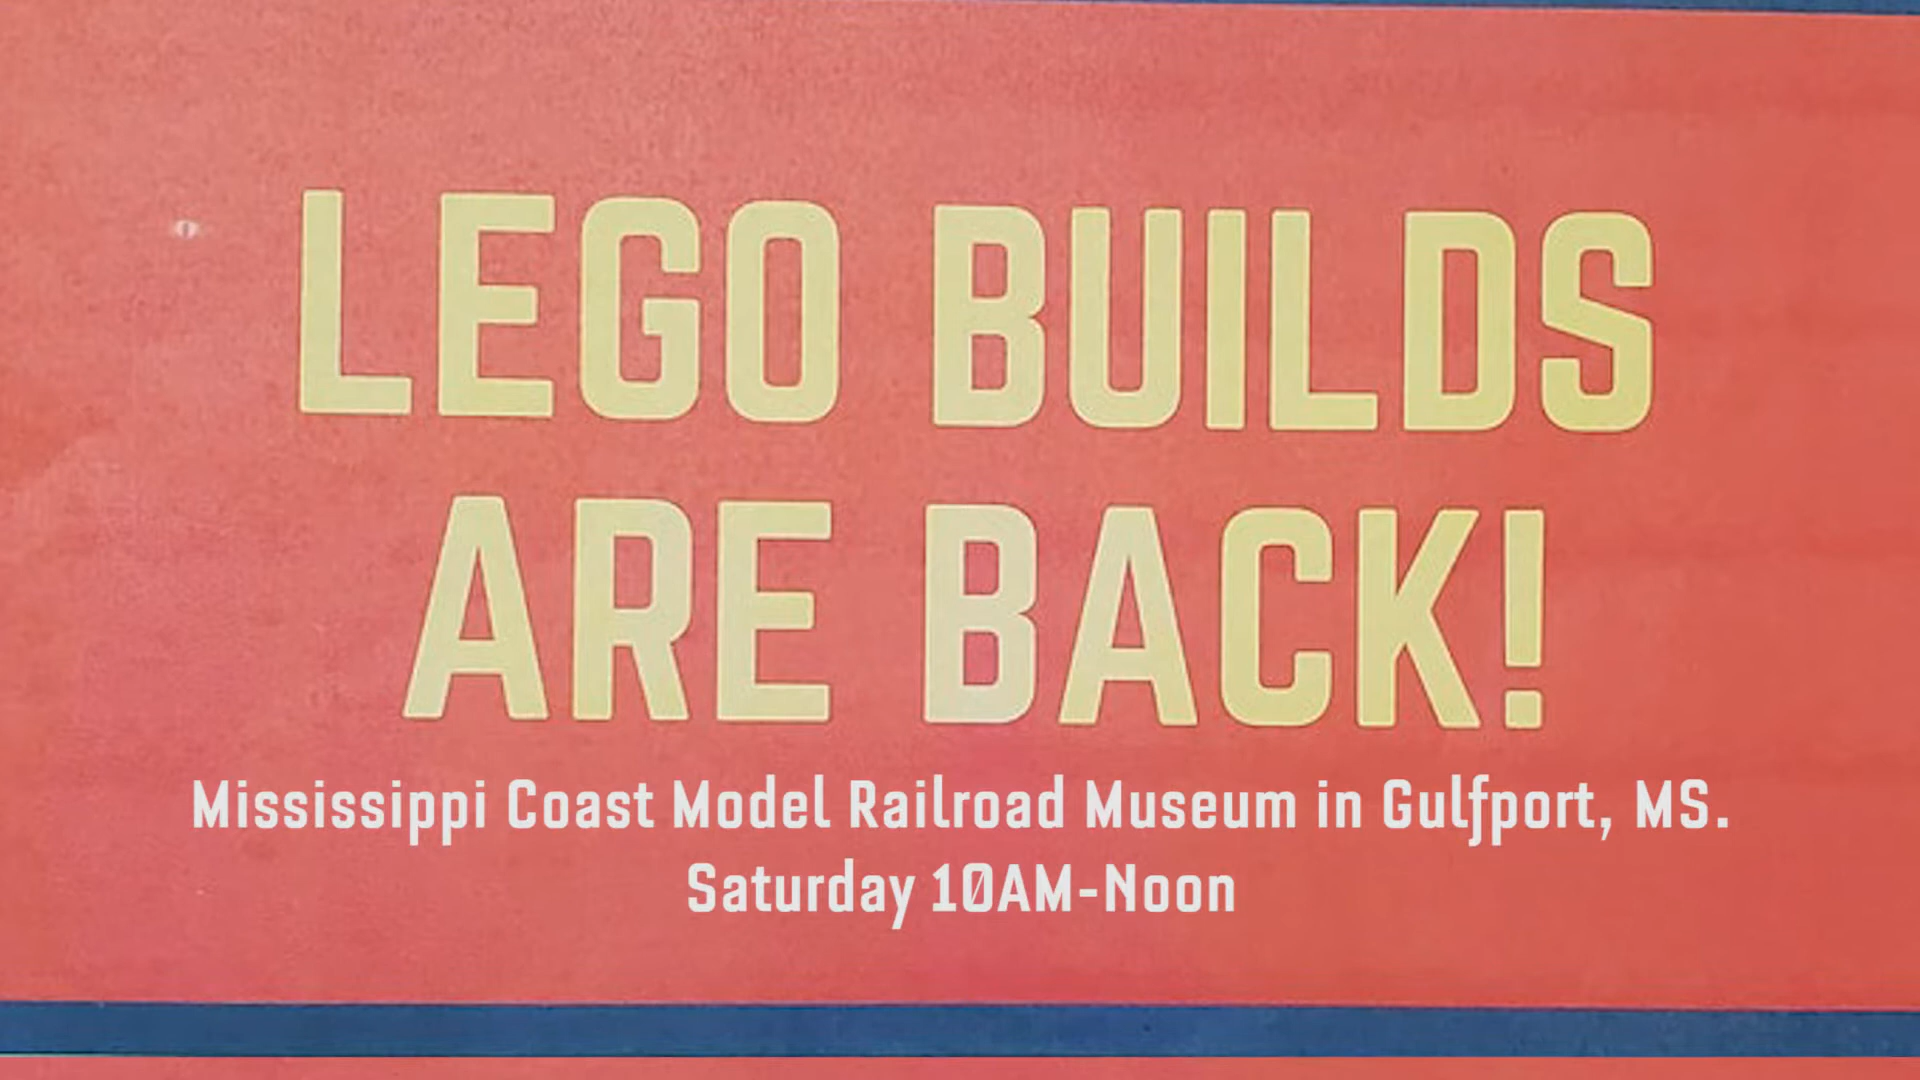 LEGO BUILDS
ARE BACK!
Mississippi Coast Model Railroad Museum in Gulfport, MS.
Saturday 10AM-Noon